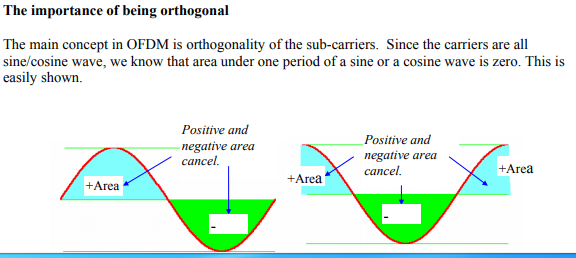 The importance of being orthogonal
The main concept in OFDM is orthogonality of the sub-carriers.  Since the carriers are all
sine/cosine wave, we know that area under one period of a sine or a cosine wave is zero. This is
easily shown.
Positive and
negative area
cancel.
+Area
-
Positive and
negative area
cancel.
+Area
+Area
-